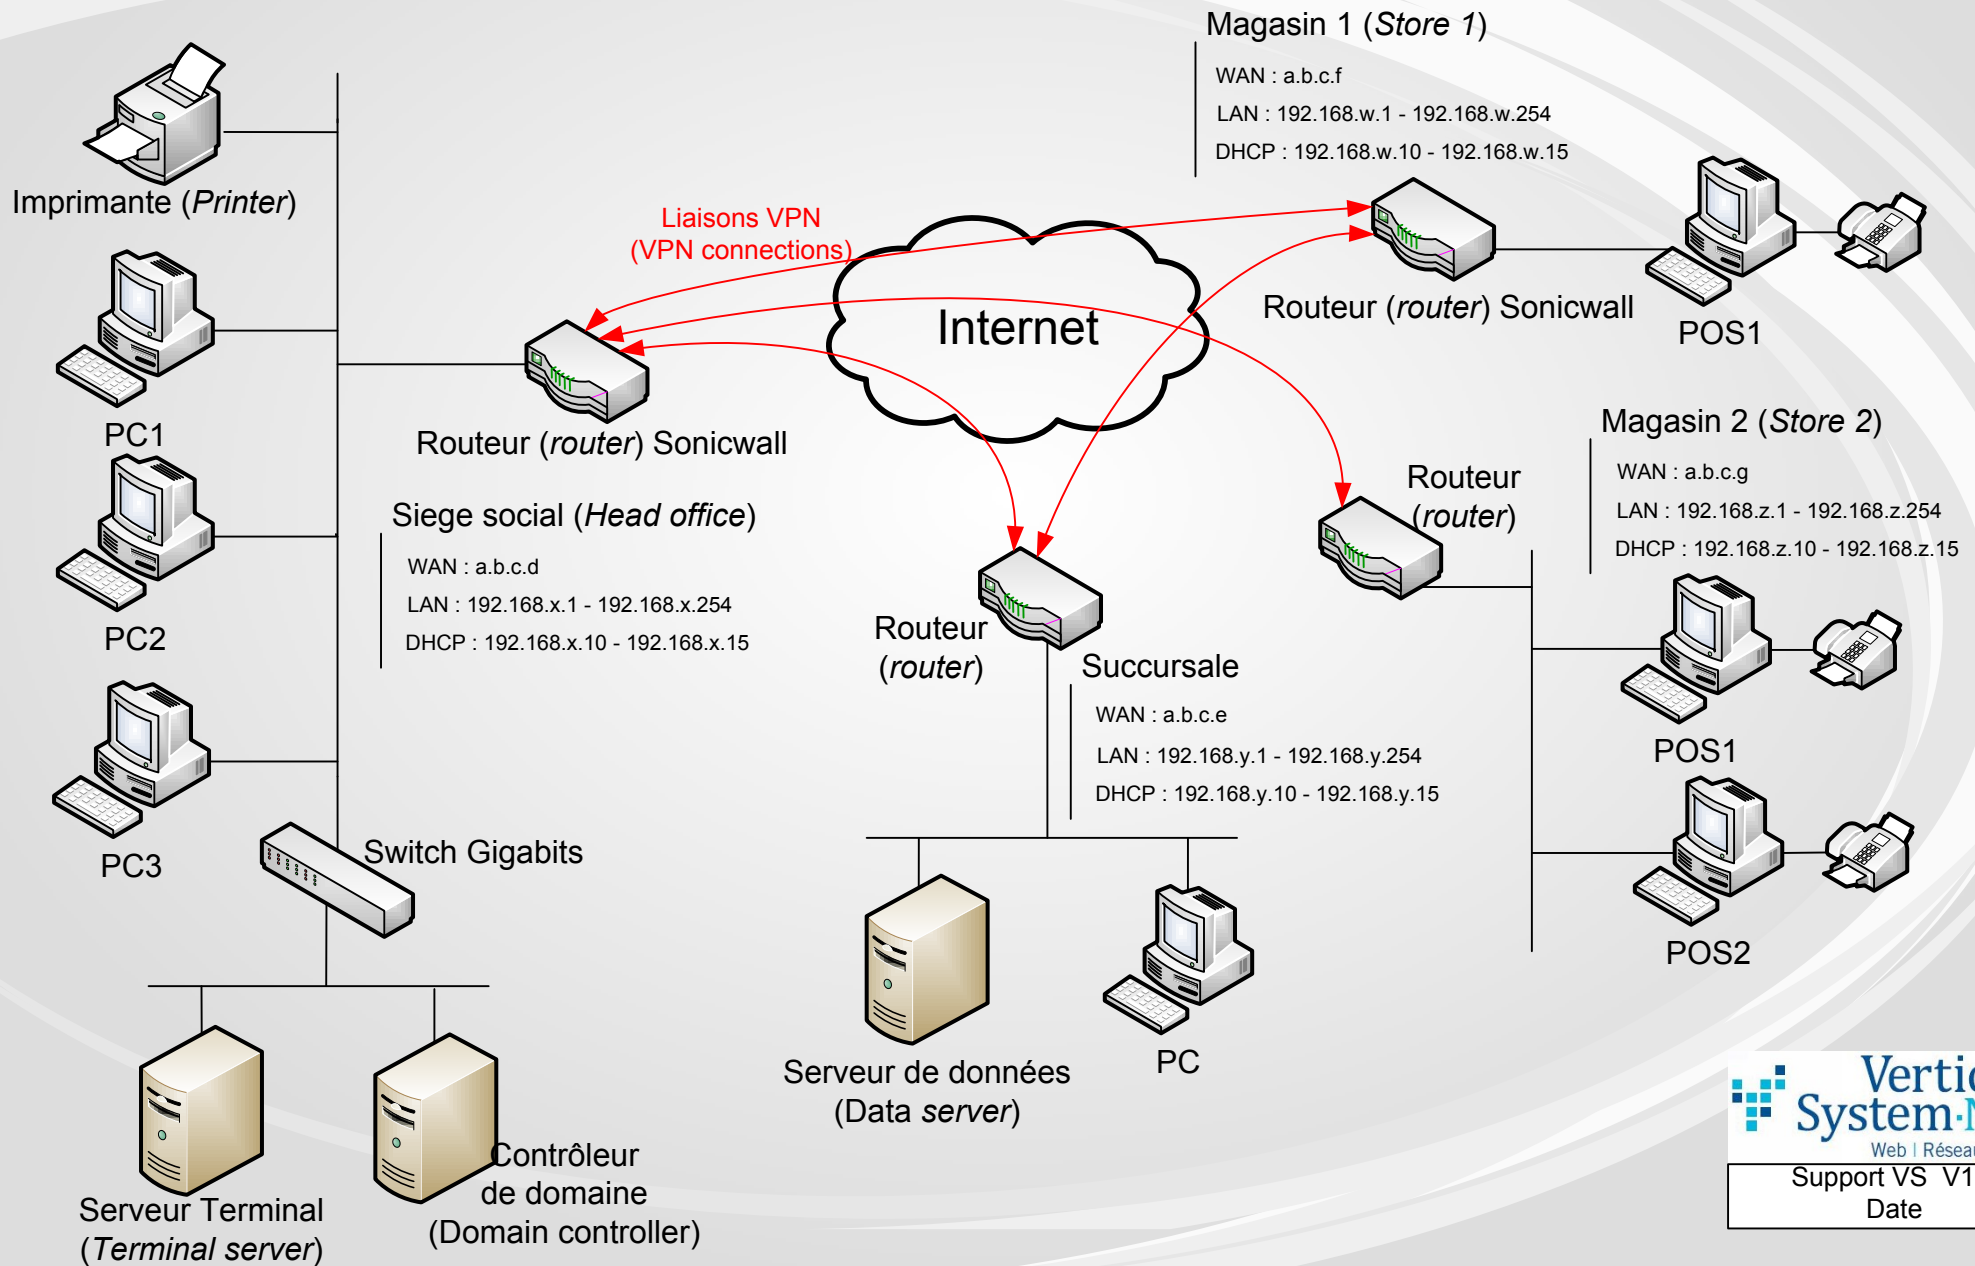 Magasin 1 (Store 1)
WAN : a.b.c.f
LAN : 192.168.w.1 - 192.168.w.254
DHCP : 192.168.w.10 - 192.168.w.15
Imprimante (Printer)
Liaisons VPN
(VPN connections)
Internet
Routeur (router) Sonicwall
POS1
PC1
Routeur (router) Sonicwall
Magasin 2 (Store 2)
WAN : a.b.c.g
LAN : 192.168.z.1 - 192.168.z.254
DHCP : 192.168.z.10 - 192.168.z.15
Routeur
(router)
Siege social (Head office)
WAN : a.b.c.d
LAN : 192.168.x.1 - 192.168.x.254
DHCP : 192.168.x.10 - 192.168.x.15
PC2
Routeur
(router)
Succursale
WAN : a.b.c.e
LAN : 192.168.y.1 - 192.168.y.254
DHCP : 192.168.y.10 - 192.168.y.15
POS1
PC3
Switch Gigabits
POS2
Serveur de données
(Data server)
PC
Serveur Terminal
(Terminal server)
Contrôleur
de domaine
(Domain controller)
System
Web | 
Support VS V1
Date